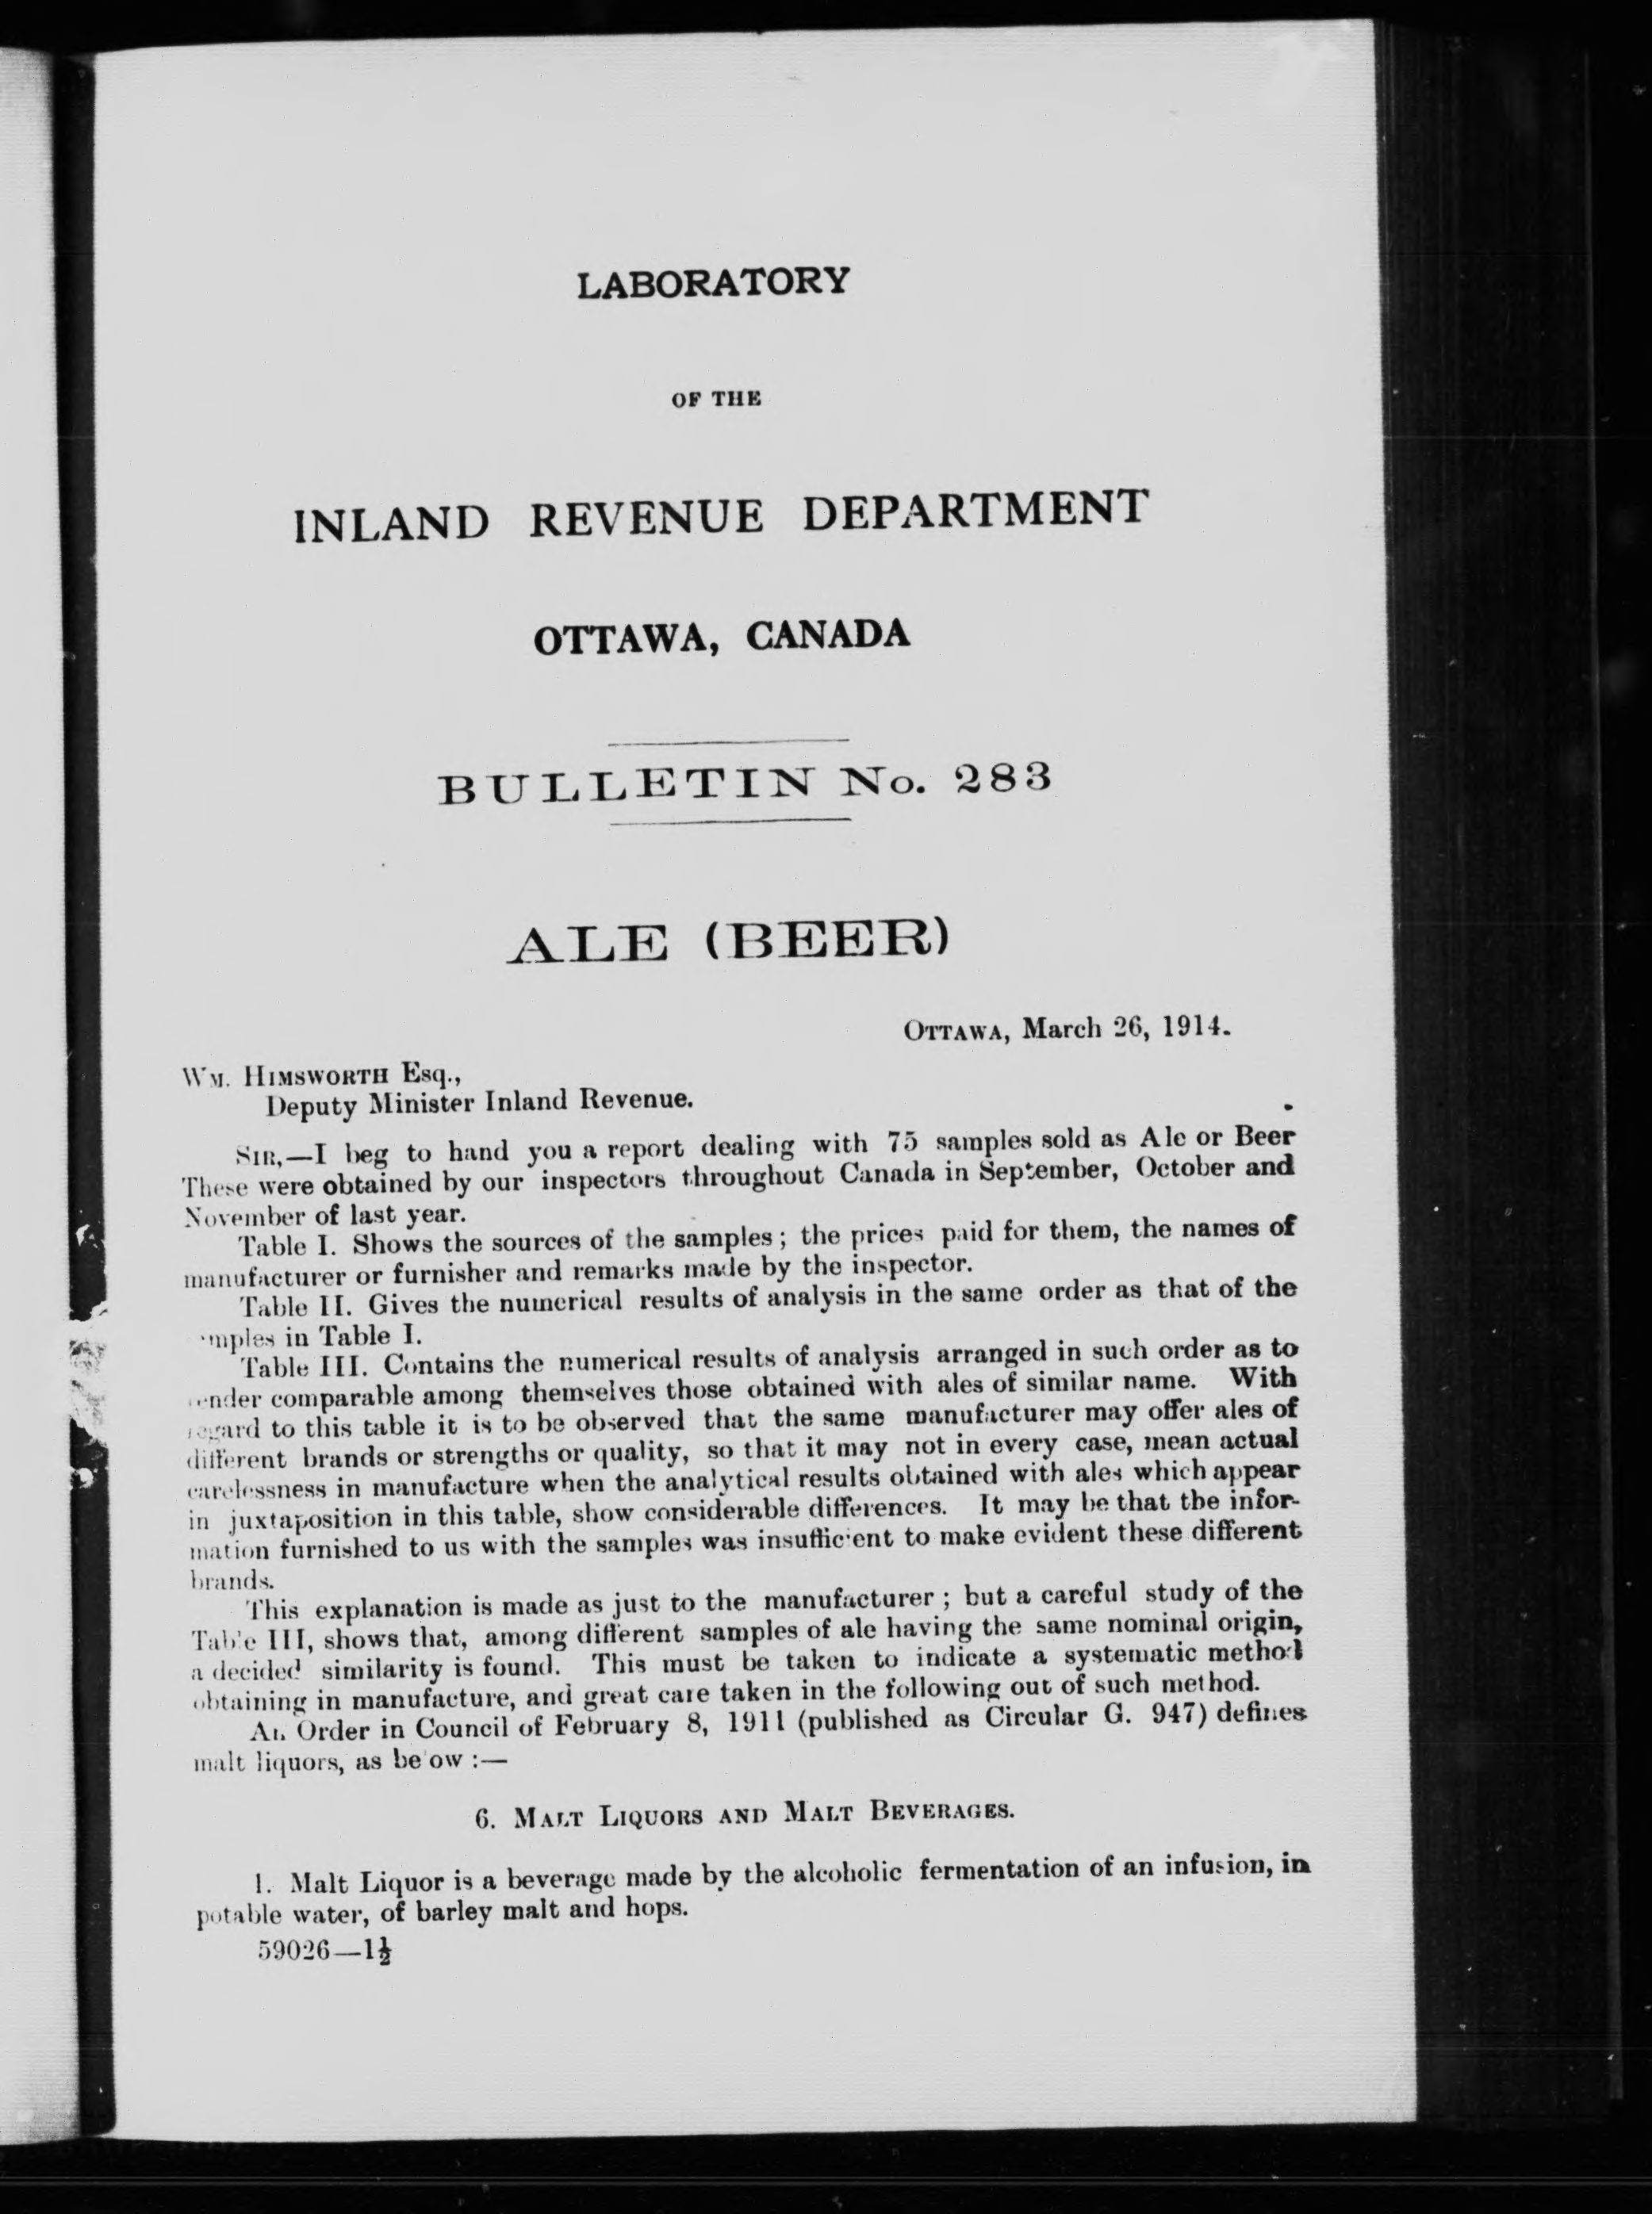 LABORATORY
OF THE
INLAND REVENUE DEPARTMENT
OTTAWA, CANADA
BULLETIN No. 283
ALE (BEER)
OTTAWA, March 26, 1914.
WM. HIMSWORTH Esq.,
Deputy Minister Inland Revenue.
SIR,—I beg to hand you a report dealing with 75 samples sold as Ale or Beer
These were obtained by our inspectors throughout Canada in September, October and
November of last year.
Table I. Shows the sources of the samples; the prices paid for them, the names of
manufacturer or furnisher and remarks made by the inspector.
Table II. Gives the numerical results of analysis in the same order as that of the
mples in Table I.
Table III. Contains the numerical results of analysis arranged in such order as to
ender comparable among themselves those obtained with ales of similar name. With
regard to this table it is to be observed that the same manufacturer may offer ales of
different brands or strengths or quality, so that it may not in every case, mean actual
carelessness in manufacture when the analytical results obtained with ales which appear
in juxtaposition in this table, show considerable differences. It may be that the infor-
mation furnished to us with the samples was insufficient to make evident these different
brands.
This explanation is made as just to the manufacturer; but a careful study of the
Table III, shows that, among different samples of ale having the same nominal origin,
a decided similarity is found. This must be taken to indicate a systematic method
obtaining in manufacture, and great care taken in the following out of such method.
An Order in Council of February 8, 1911 (published as Circular G. 947) defines
malt liquors, as below :—
6. MALT LIQUORS AND MALT BEVERAGES.
1. Malt Liquor is a beverage made by the alcoholic fermentation of an infusion, in
potable water, of barley malt and hops.
59026—1½